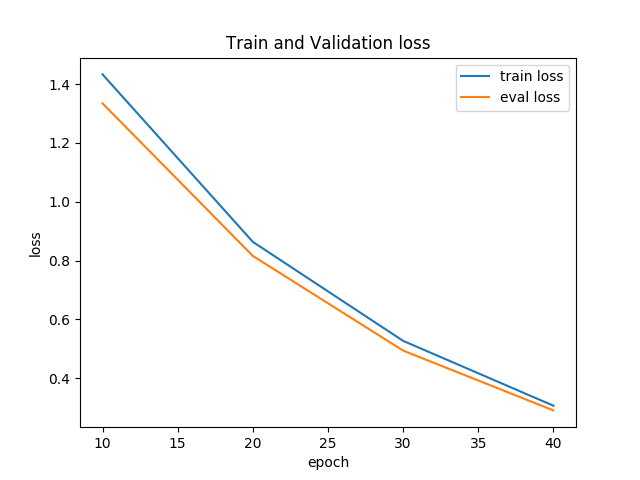 Train and Validation loss
train loss
eval loss
1.4
1.2
1.0
0.8
0.6
0.4
loss
10 15 20 25 30 35 40
epoch